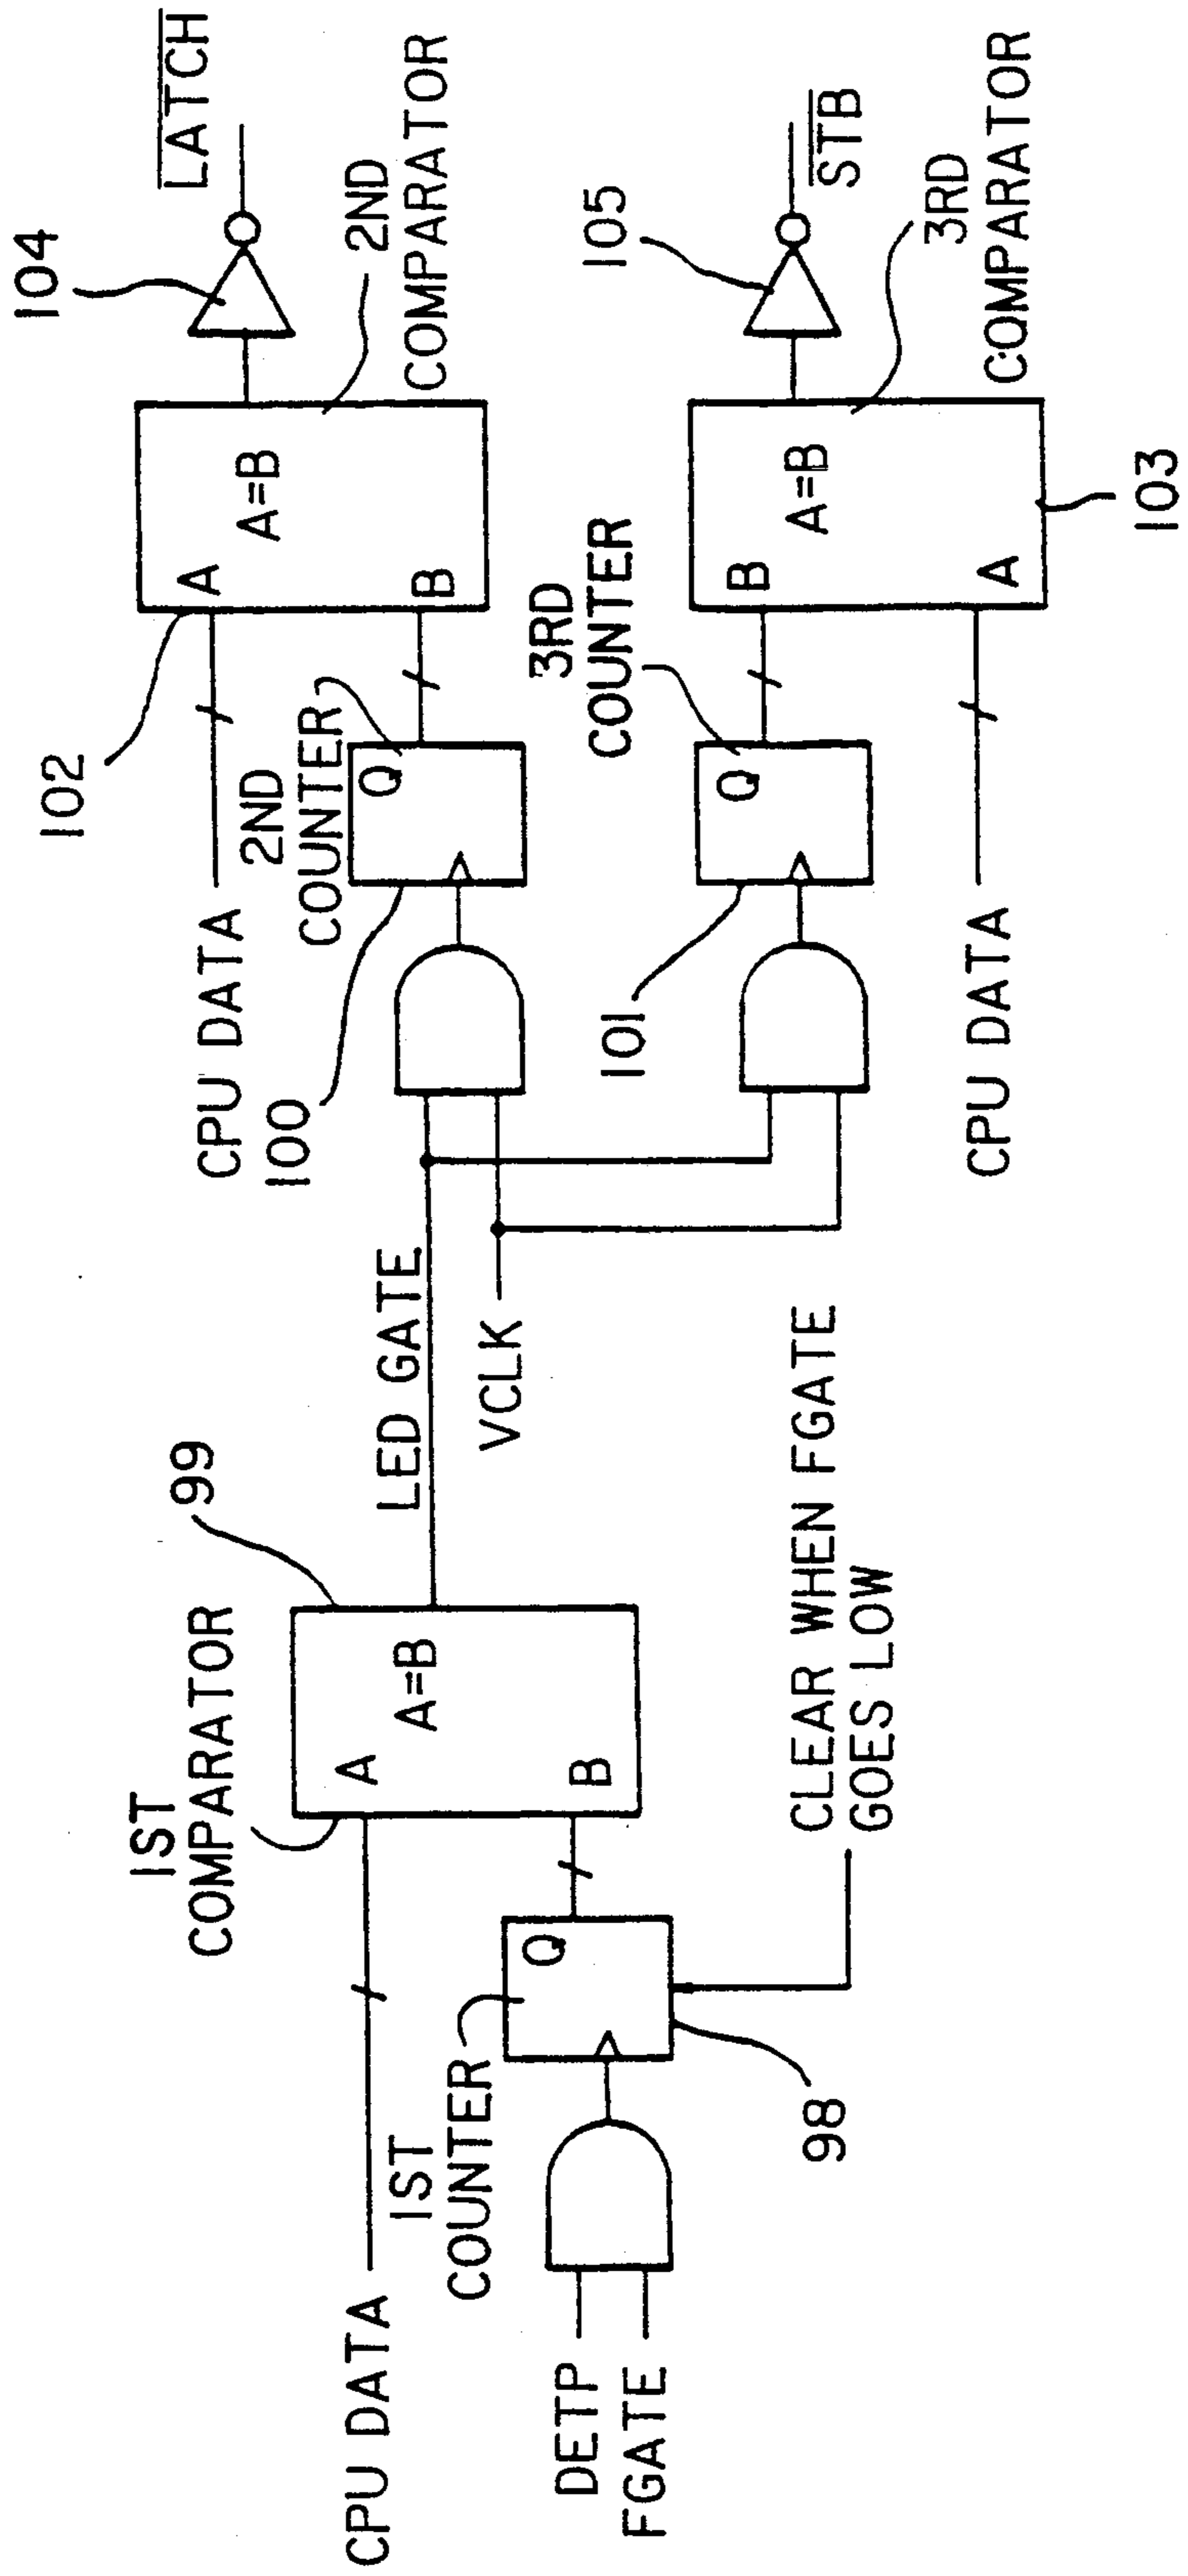 CPU DATA
DETP
FGATE
1ST
COUNTER
98
Q
CLEAR WHEN FGATE
GOES LOW
1ST
COMPARATOR
99
A
A=B
B
LED GATE
VCLK
CPU DATA
100
2ND
COUNTER
Q
102
A
A=B
B
2ND
COMPARATOR
104
LATCH
101
3RD
COUNTER
Q
CPU DATA
B
A=B
A
103
3RD
COMPARATOR
105
STB